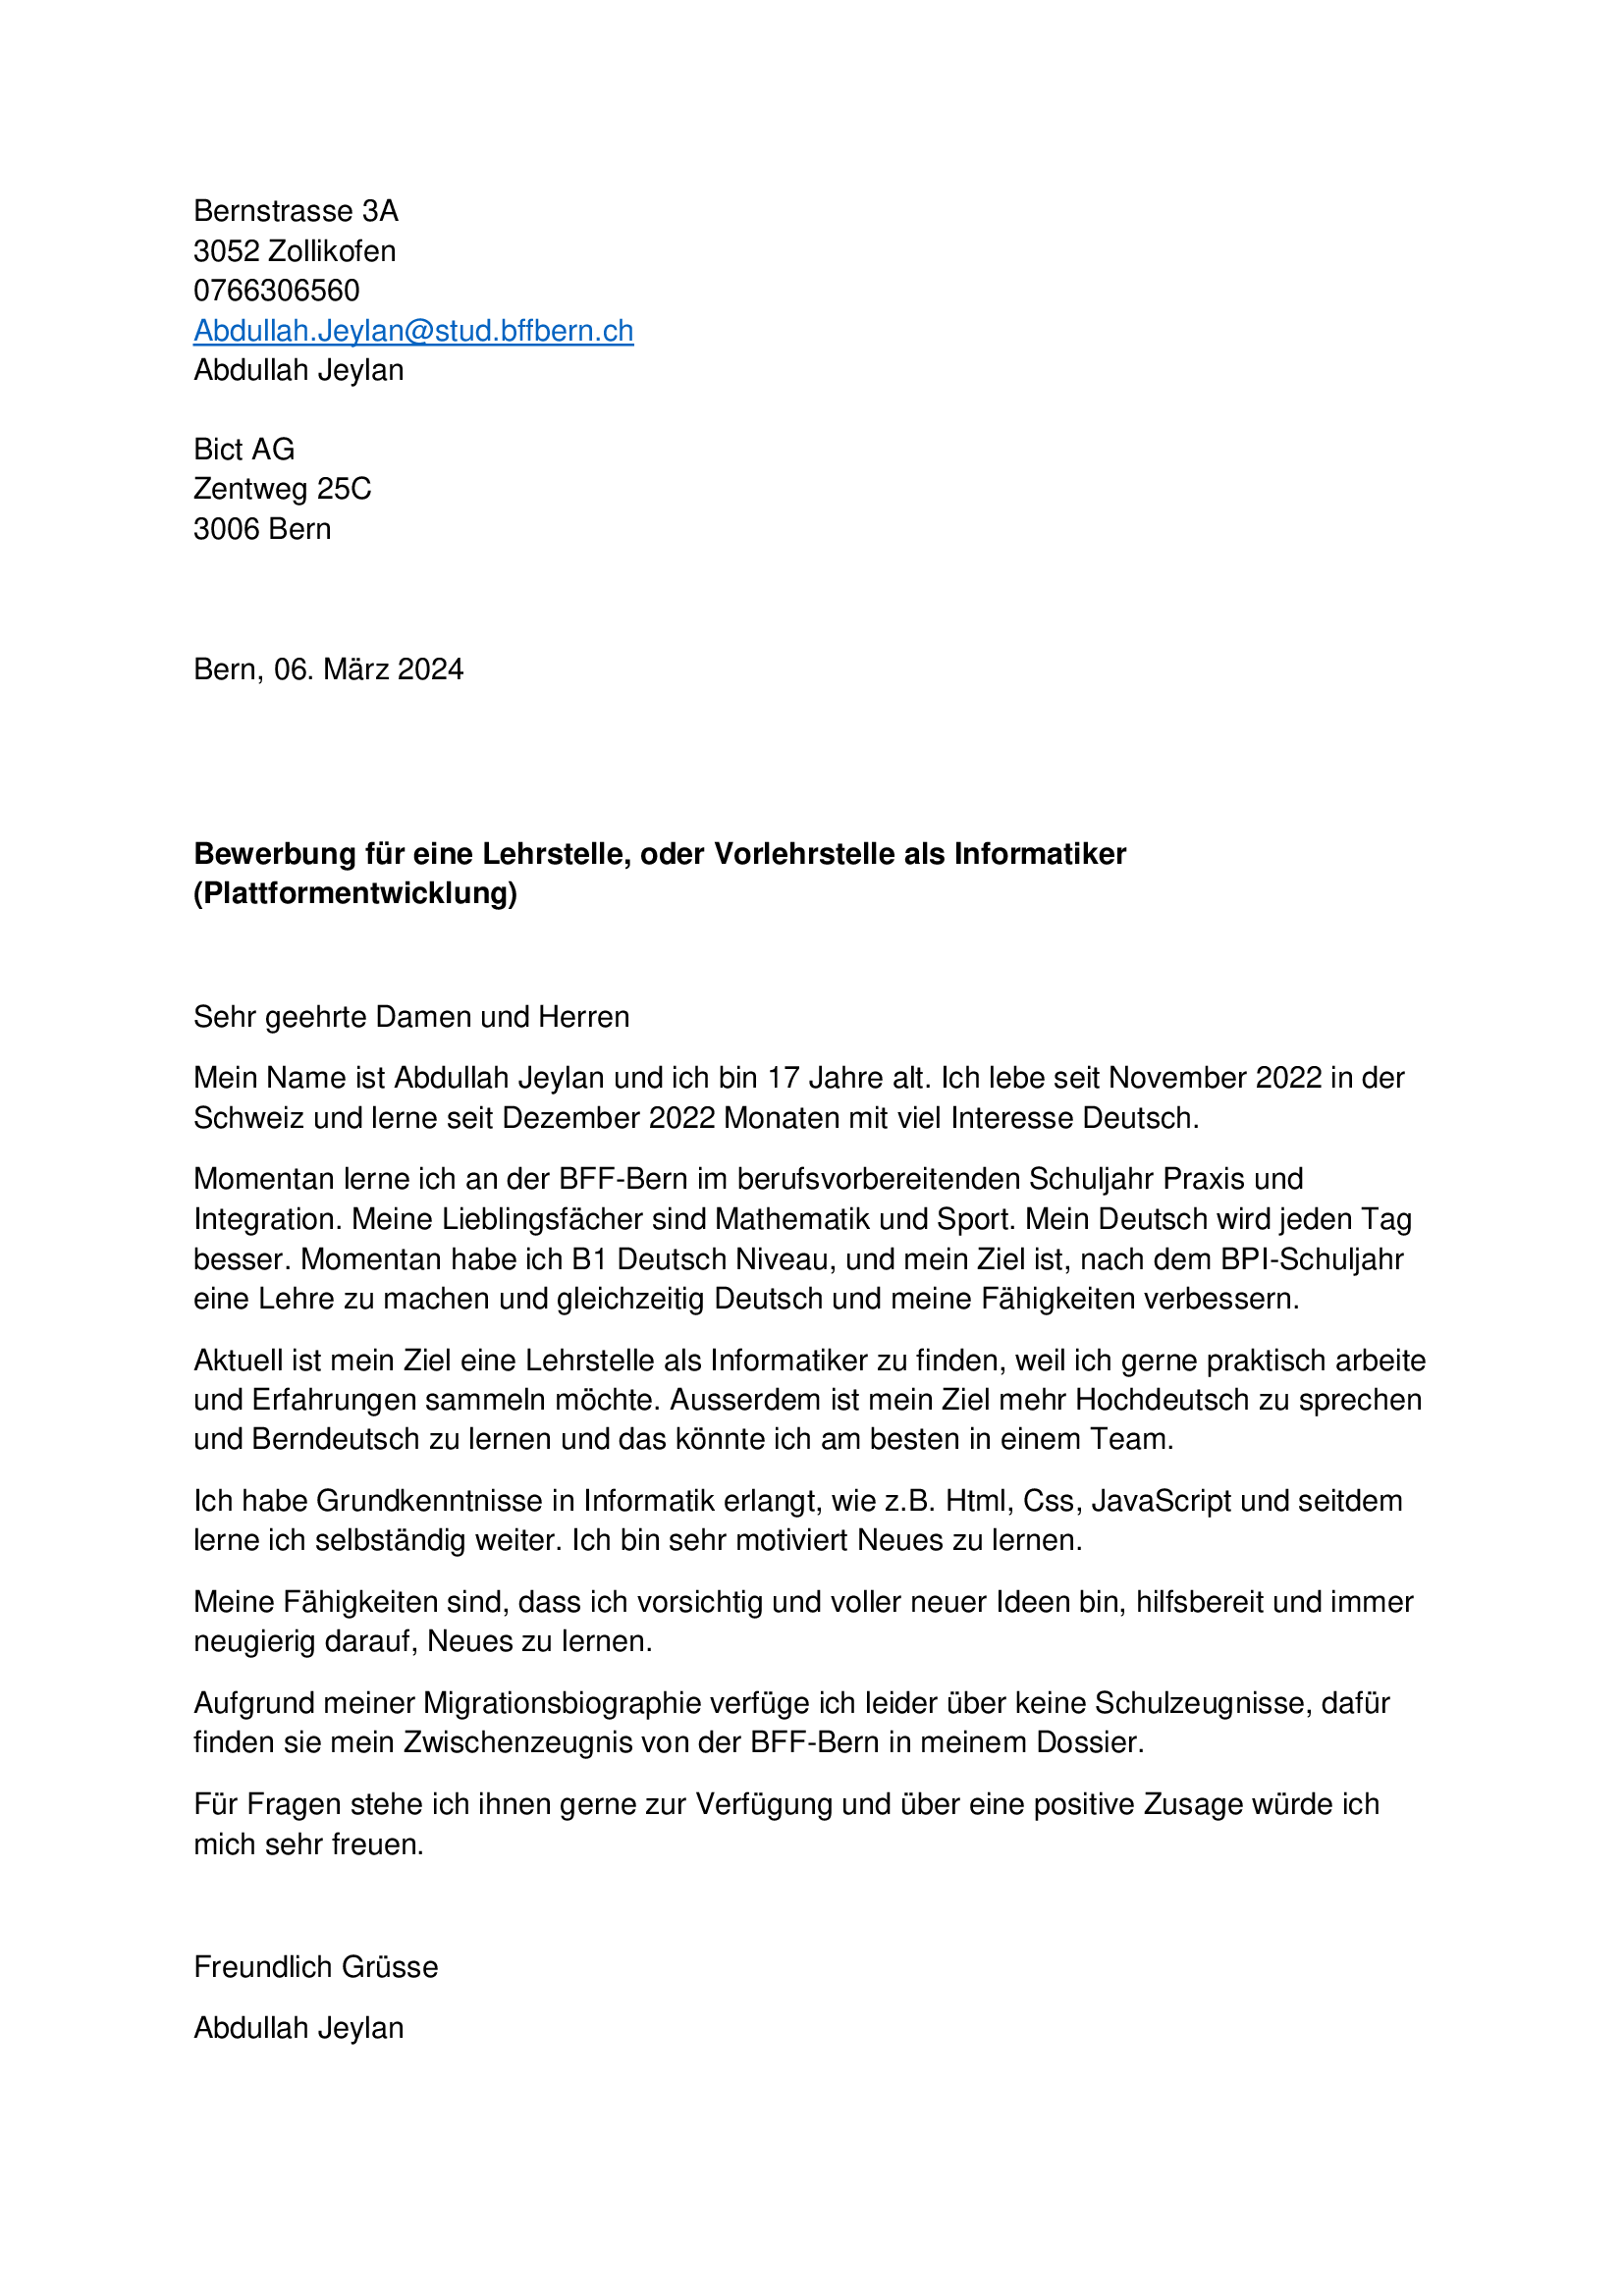 Bernstrasse 3A
3052 Zollikofen
0766306560
Abdullah.Jeylan@stud.bffbern.ch
Abdullah Jeylan
Bict AG
Zentweg 25C
3006 Bern
Bern, 06. März 2024
Bewerbung für eine Lehrstelle, oder Vorlehrstelle als Informatiker
(Plattformentwicklung)
Sehr geehrte Damen und Herren
Mein Name ist Abdullah Jeylan und ich bin 17 Jahre alt. Ich lebe seit November 2022 in der
Schweiz und lerne seit Dezember 2022 Monaten mit viel Interesse Deutsch.
Momentan lerne ich an der BFF-Bern im berufsvorbereitenden Schuljahr Praxis und
Integration. Meine Lieblingsfächer sind Mathematik und Sport. Mein Deutsch wird jeden Tag
besser. Momentan habe ich B1 Deutsch Niveau, und mein Ziel ist, nach dem BPI-Schuljahr
eine Lehre zu machen und gleichzeitig Deutsch und meine Fähigkeiten verbessern.
Aktuell ist mein Ziel eine Lehrstelle als Informatiker zu finden, weil ich gerne praktisch arbeite
und Erfahrungen sammeln möchte. Ausserdem ist mein Ziel mehr Hochdeutsch zu sprechen
und Berndeutsch zu lernen und das könnte ich am besten in einem Team.
Ich habe Grundkenntnisse in Informatik erlangt, wie z.B. Html, Css, JavaScript und seitdem
lerne ich selbständig weiter. Ich bin sehr motiviert Neues zu lernen.
Meine Fähigkeiten sind, dass ich vorsichtig und voller neuer Ideen bin, hilfsbereit und immer
neugierig darauf, Neues zu lernen.
Aufgrund meiner Migrationsbiographie verfüge ich leider über keine Schulzeugnisse, dafür
finden sie mein Zwischenzeugnis von der BFF-Bern in meinem Dossier.
Für Fragen stehe ich ihnen gerne zur Verfügung und über eine positive Zusage würde ich
mich sehr freuen.
Freundlich Grüsse
Abdullah Jeylan